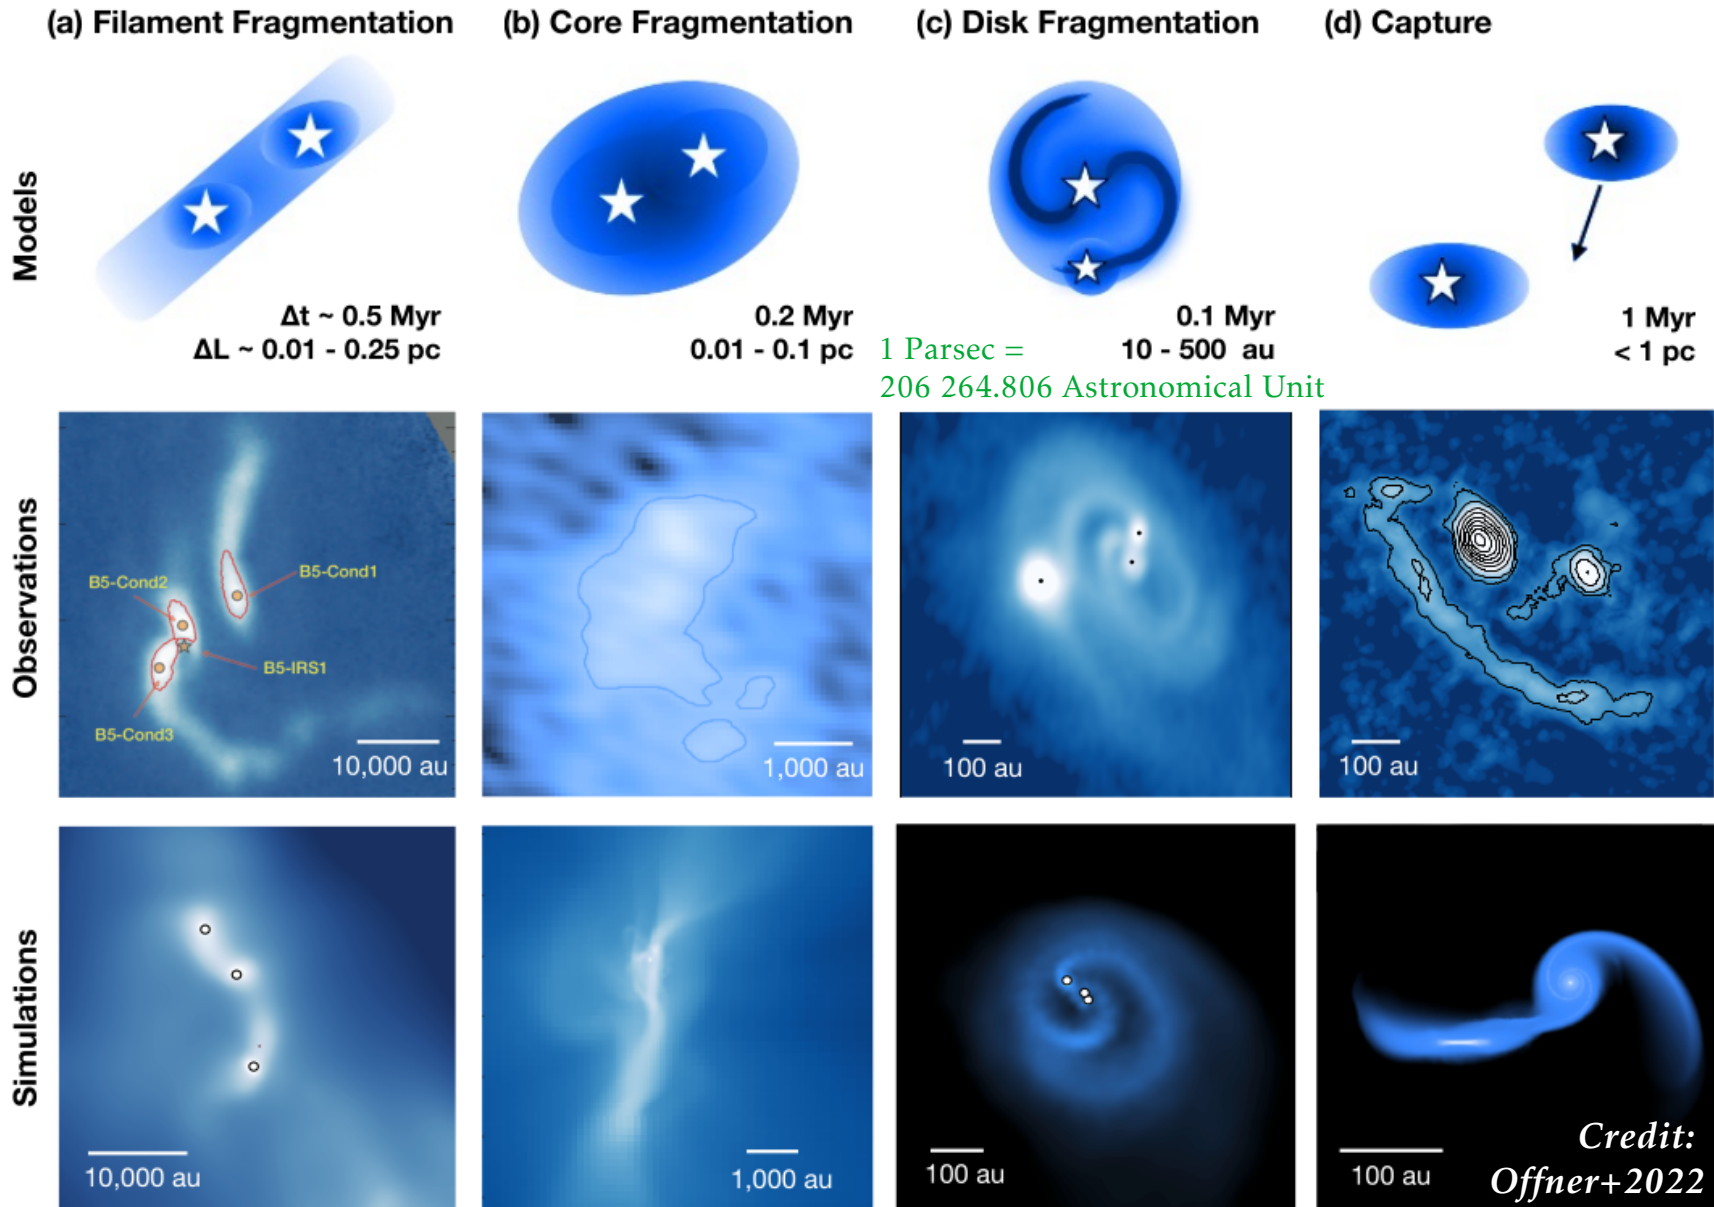 (a) Filament Fragmentation
(b) Core Fragmentation
(c) Disk Fragmentation
(d) Capture
Models
Δt ~ 0.5 Myr
ΔL ~ 0.01 - 0.25 pc
0.2 Myr
0.01 - 0.1 pc
0.1 Myr
10 - 500 au
1 Myr
< 1 pc
1 Parsec =
206 264.806 Astronomical Unit
Observations
B5-Cond1
B5-Cond2
B5-IRS1
B5-Cond3
10,000 au
1,000 au
100 au
100 au
Simulations
10,000 au
1,000 au
100 au
100 au
Credit:
Offner+2022